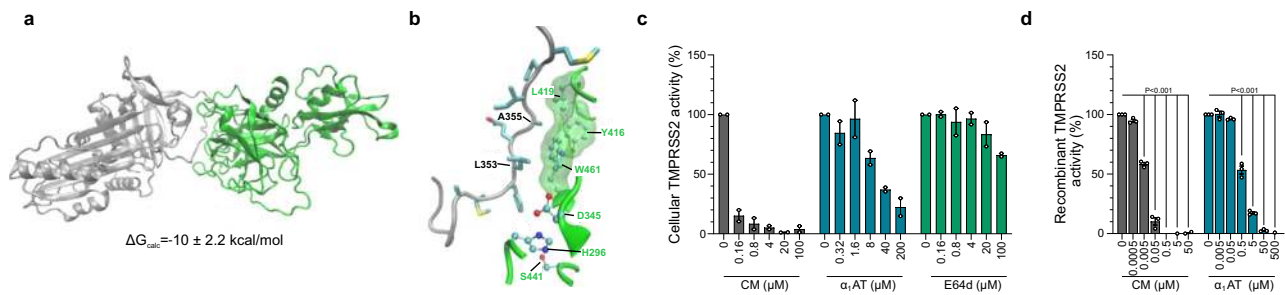 a
ΔGcalc=-10 ± 2.2 kcal/mol
b
L419
A355
Y416
L353
W461
D345
H296
S441
c
Cellular TMPRSS2 activity (%)
150
100
50
0
0
0.16
0.8
4
20
100
0
0.32
1.6
8
40
200
0
0.16
0.8
4
20
100
CM (µM)
α1AT (µM)
E64d (µM)
d
Recombinant TMPRSS2
activity (%)
150
100
50
0
P<0.001
P<0.001
0
0.0005
0.005
0.05
0.5
5
50
0
0.005
0.05
0.5
5
50
500
CM (µM)
α1AT (µM)